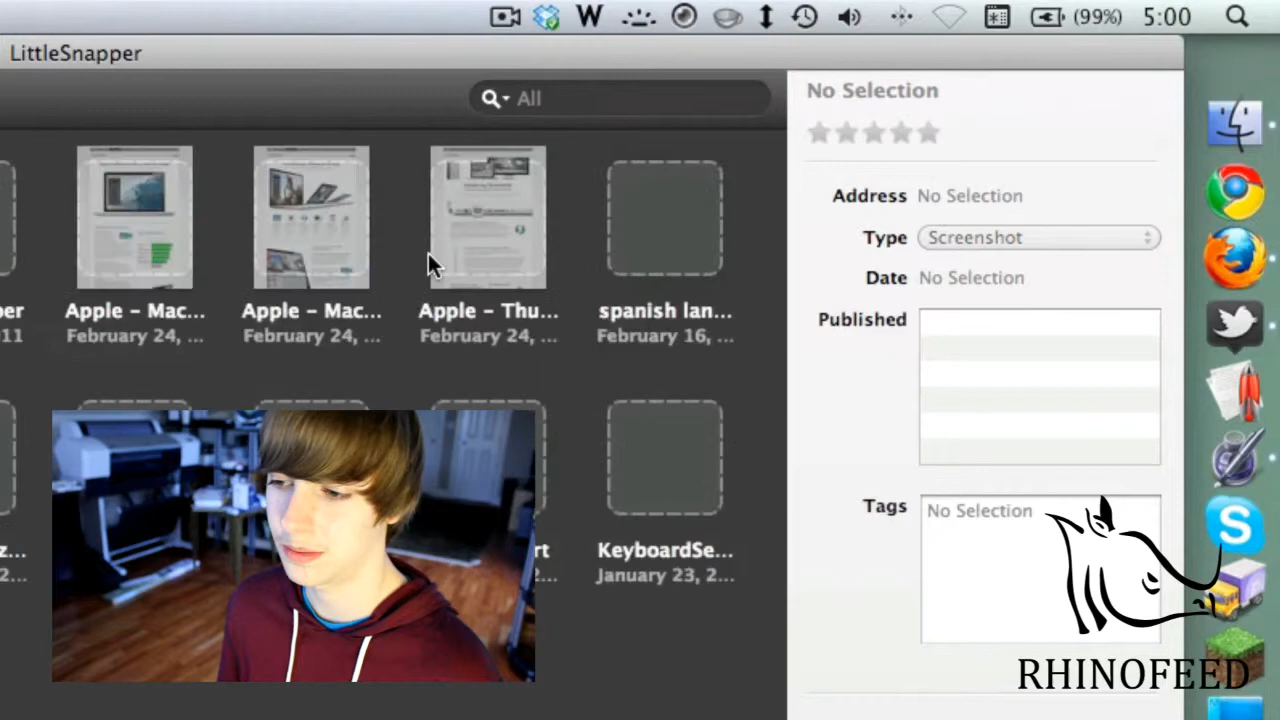 W (99%) 5:00
LittleSnapper
All
No Selection
Address No Selection
Type Screenshot
Date No Selection
Published
Tags No Selection
per Apple – Mac... Apple – Mac... Apple – Thu... spanish lan...
11 February 24, ... February 24, ... February 24, ... February 16, ...
z... rt KeyboardSe...
2... January 23, 2...
S
RHINOFEED